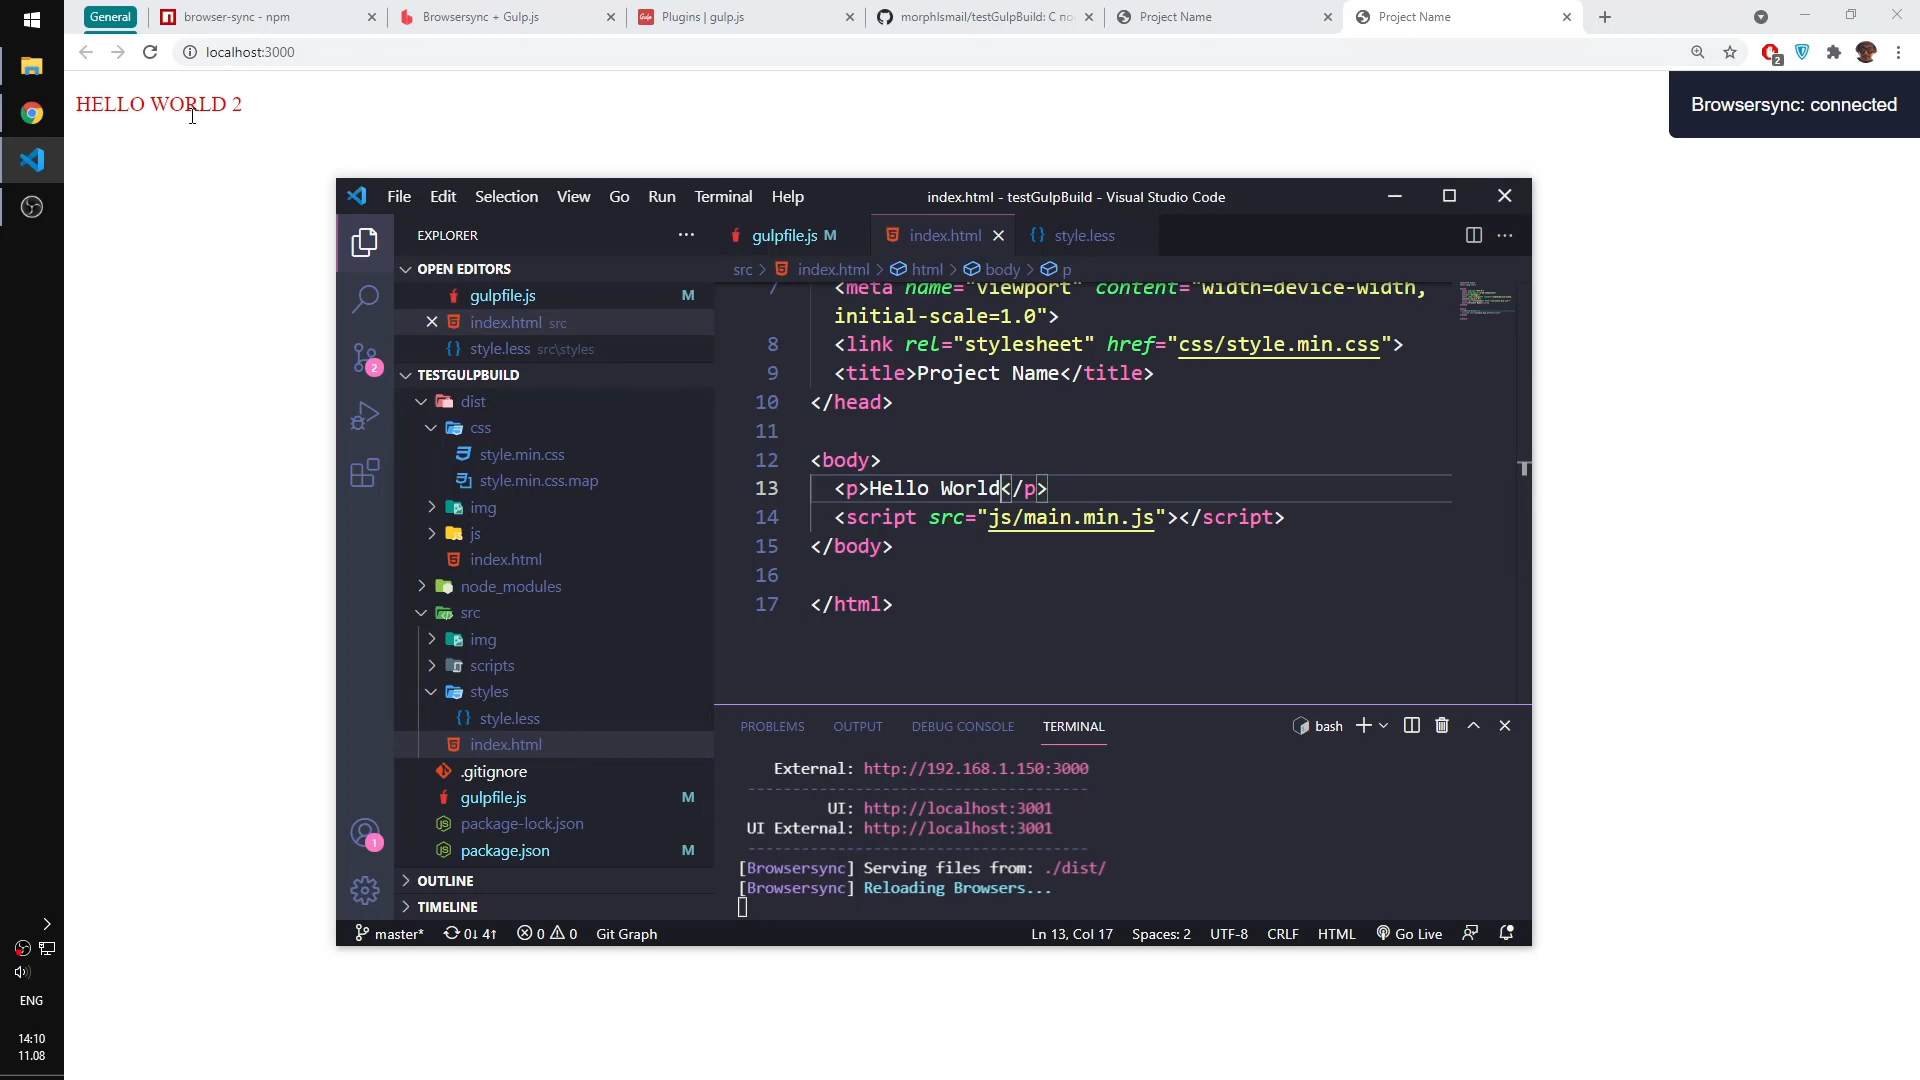 General
browser-sync - npm
Browsersync + Gulp.js
Plugins | gulp.js
morphIsmail/testGulpBuild: С по
Project Name
Project Name
localhost:3000
2
HELLO WORLD 2
Browsersync: connected
File Edit Selection View Go Run Terminal Help
index.html - testGulpBuild - Visual Studio Code
EXPLORER
gulpfile.js M
index.html
{} style.less
OPEN EDITORS
src > index.html > html > body > p
gulpfile.js M
index.html src
{} style.less src\styles
TESTGULPBUILD
dist
css
style.min.css
style.min.css.map
img
js
index.html
node_modules
src
img
scripts
styles
{} style.less
index.html
.gitignore
gulpfile.js M
package-lock.json
package.json M
OUTLINE
TIMELINE
2
1
7 <meta name="viewport" content="width=device-width,
initial-scale=1.0">
8 <link rel="stylesheet" href="css/style.min.css">
9 <title>Project Name</title>
10 </head>
11
12 <body>
13 <p>Hello World</p>
14 <script src="js/main.min.js"></script>
15 </body>
16
17 </html>
PROBLEMS OUTPUT DEBUG CONSOLE TERMINAL
bash
External: http://192.168.1.150:3000
-------------------------------------
UI: http://localhost:3001
UI External: http://localhost:3001
-------------------------------------
[Browsersync] Serving files from: ./dist/
[Browsersync] Reloading Browsers...
master* 0↓ 4↑ 0 0 Git Graph
Ln 13, Col 17 Spaces: 2 UTF-8 CRLF HTML Go Live
ENG
14:10
11.08